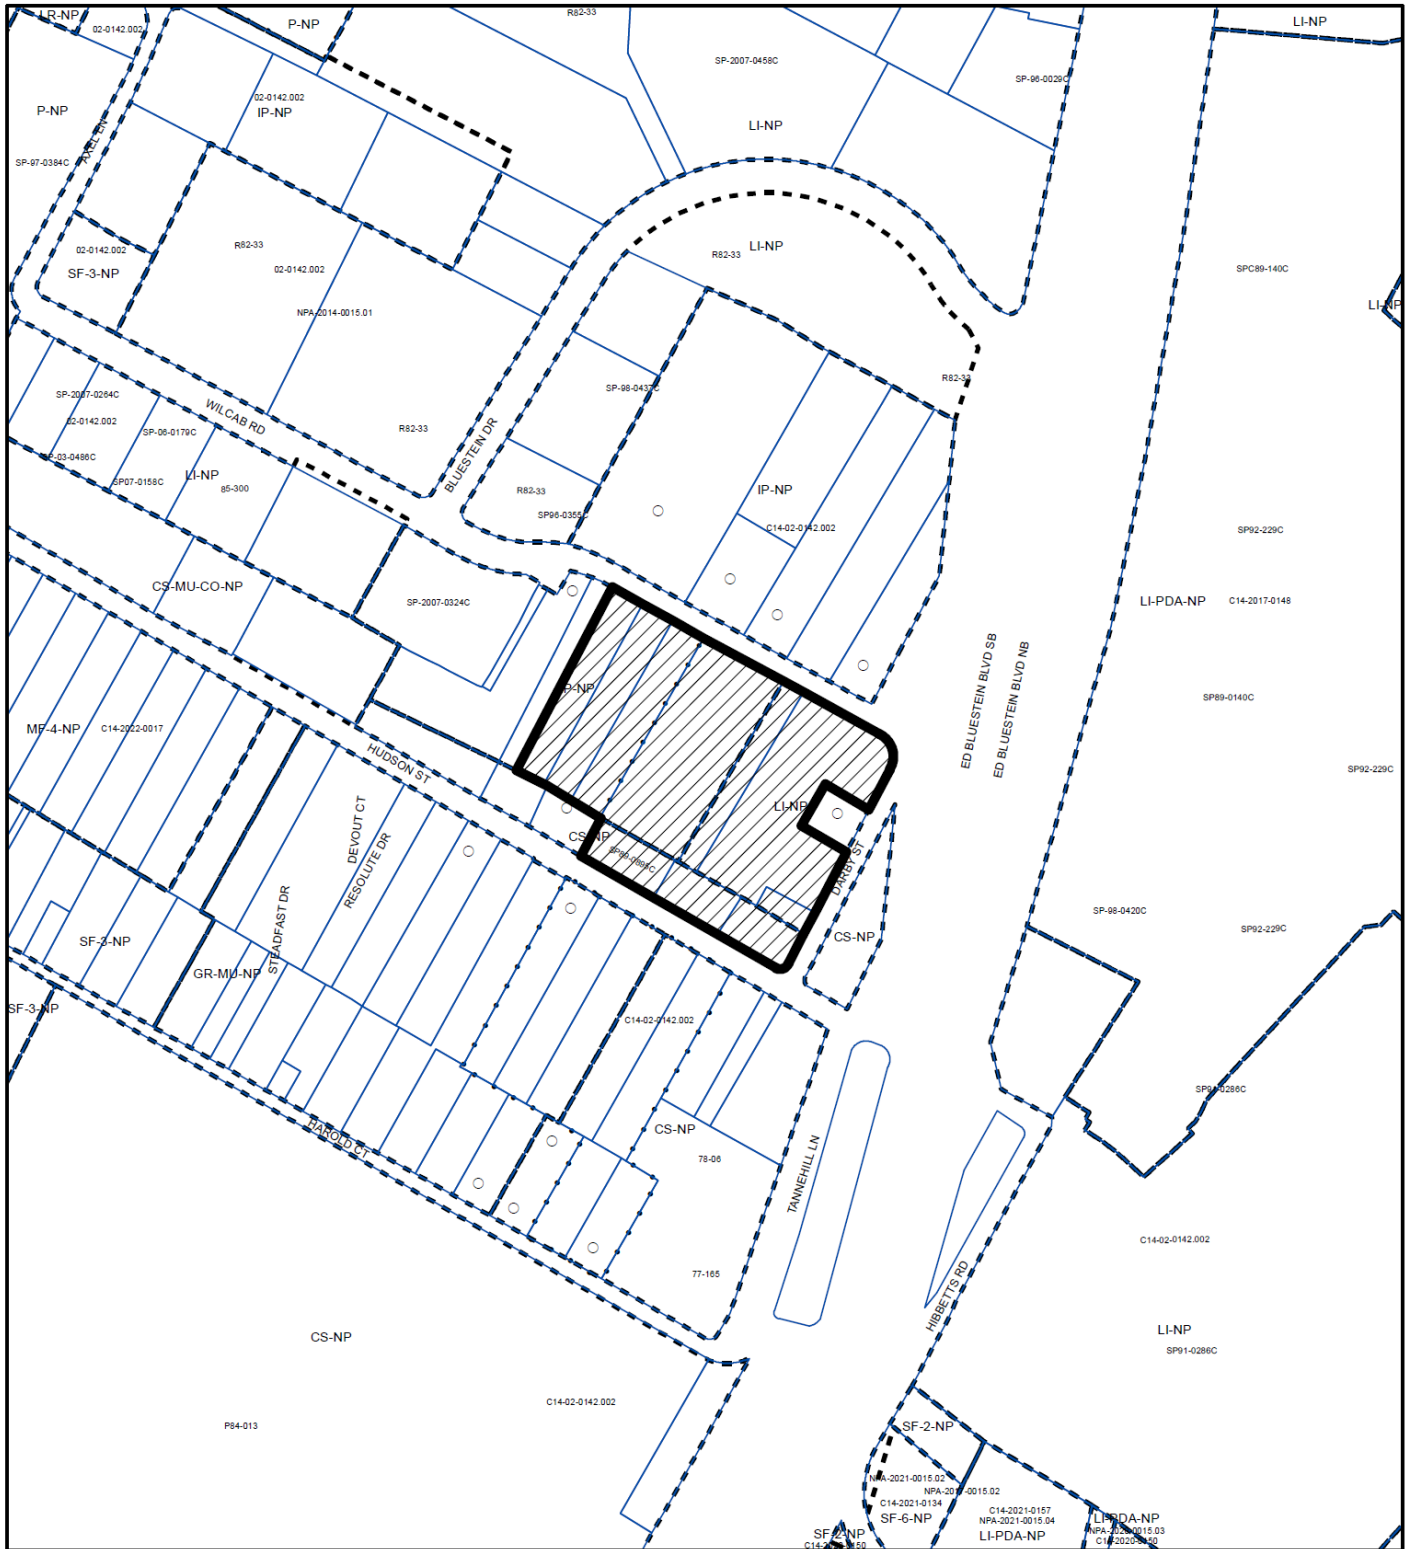 LR-NP
02-0142.002
P-NP
R82-33
LI-NP
SP-2007-0458C
SP-96-0029C
P-NP
02-0142.002
IP-NP
LI-NP
AXEL LN
SP-97-0384C
02-0142.002
SF-3-NP
R82-33
02-0142.002
NPA-2014-0015.01
LI-NP
R82-33
SPC89-140C
LI-NP
SP-2007-0264C
02-0142.002
SP-06-0179C
WILCAB RD
R82-33
SP-98-0437C
R82-33
SP-03-0486C
SP07-0158C
LI-NP
85-300
BLUESTEIN DR
R82-33
SP96-0355C
IP-NP
C14-02-0142.002
SP92-229C
CS-MU-CO-NP
SP-2007-0324C
LI-PDA-NP
C14-2017-0148
P-NP
ED BLUESTEIN BLVD SB
ED BLUESTEIN BLVD NB
SP89-0140C
MF-4-NP
C14-2022-0017
HUDSON ST
SP92-229C
LI-NP
CS-NP
DEVOUT CT
RESOLUTE DR
DARBY ST
STEADFAST DR
SP-98-0420C
SP92-229C
SF-3-NP
CS-NP
GR-MU-NP
SF-3-NP
C14-02-0142.002
SP91-0286C
HAROLD CT
CS-NP
78-06
TANNEHILL LN
C14-02-0142.002
77-165
HIBBETTS RD
CS-NP
LI-NP
SP91-0286C
C14-02-0142.002
P84-013
SF-2-NP
NPA-2021-0015.02
C14-2021-0134
SF-6-NP
C14-2021-0157
NPA-2021-0015.04
LI-PDA-NP
LI-PDA-NP
SF-2-NP